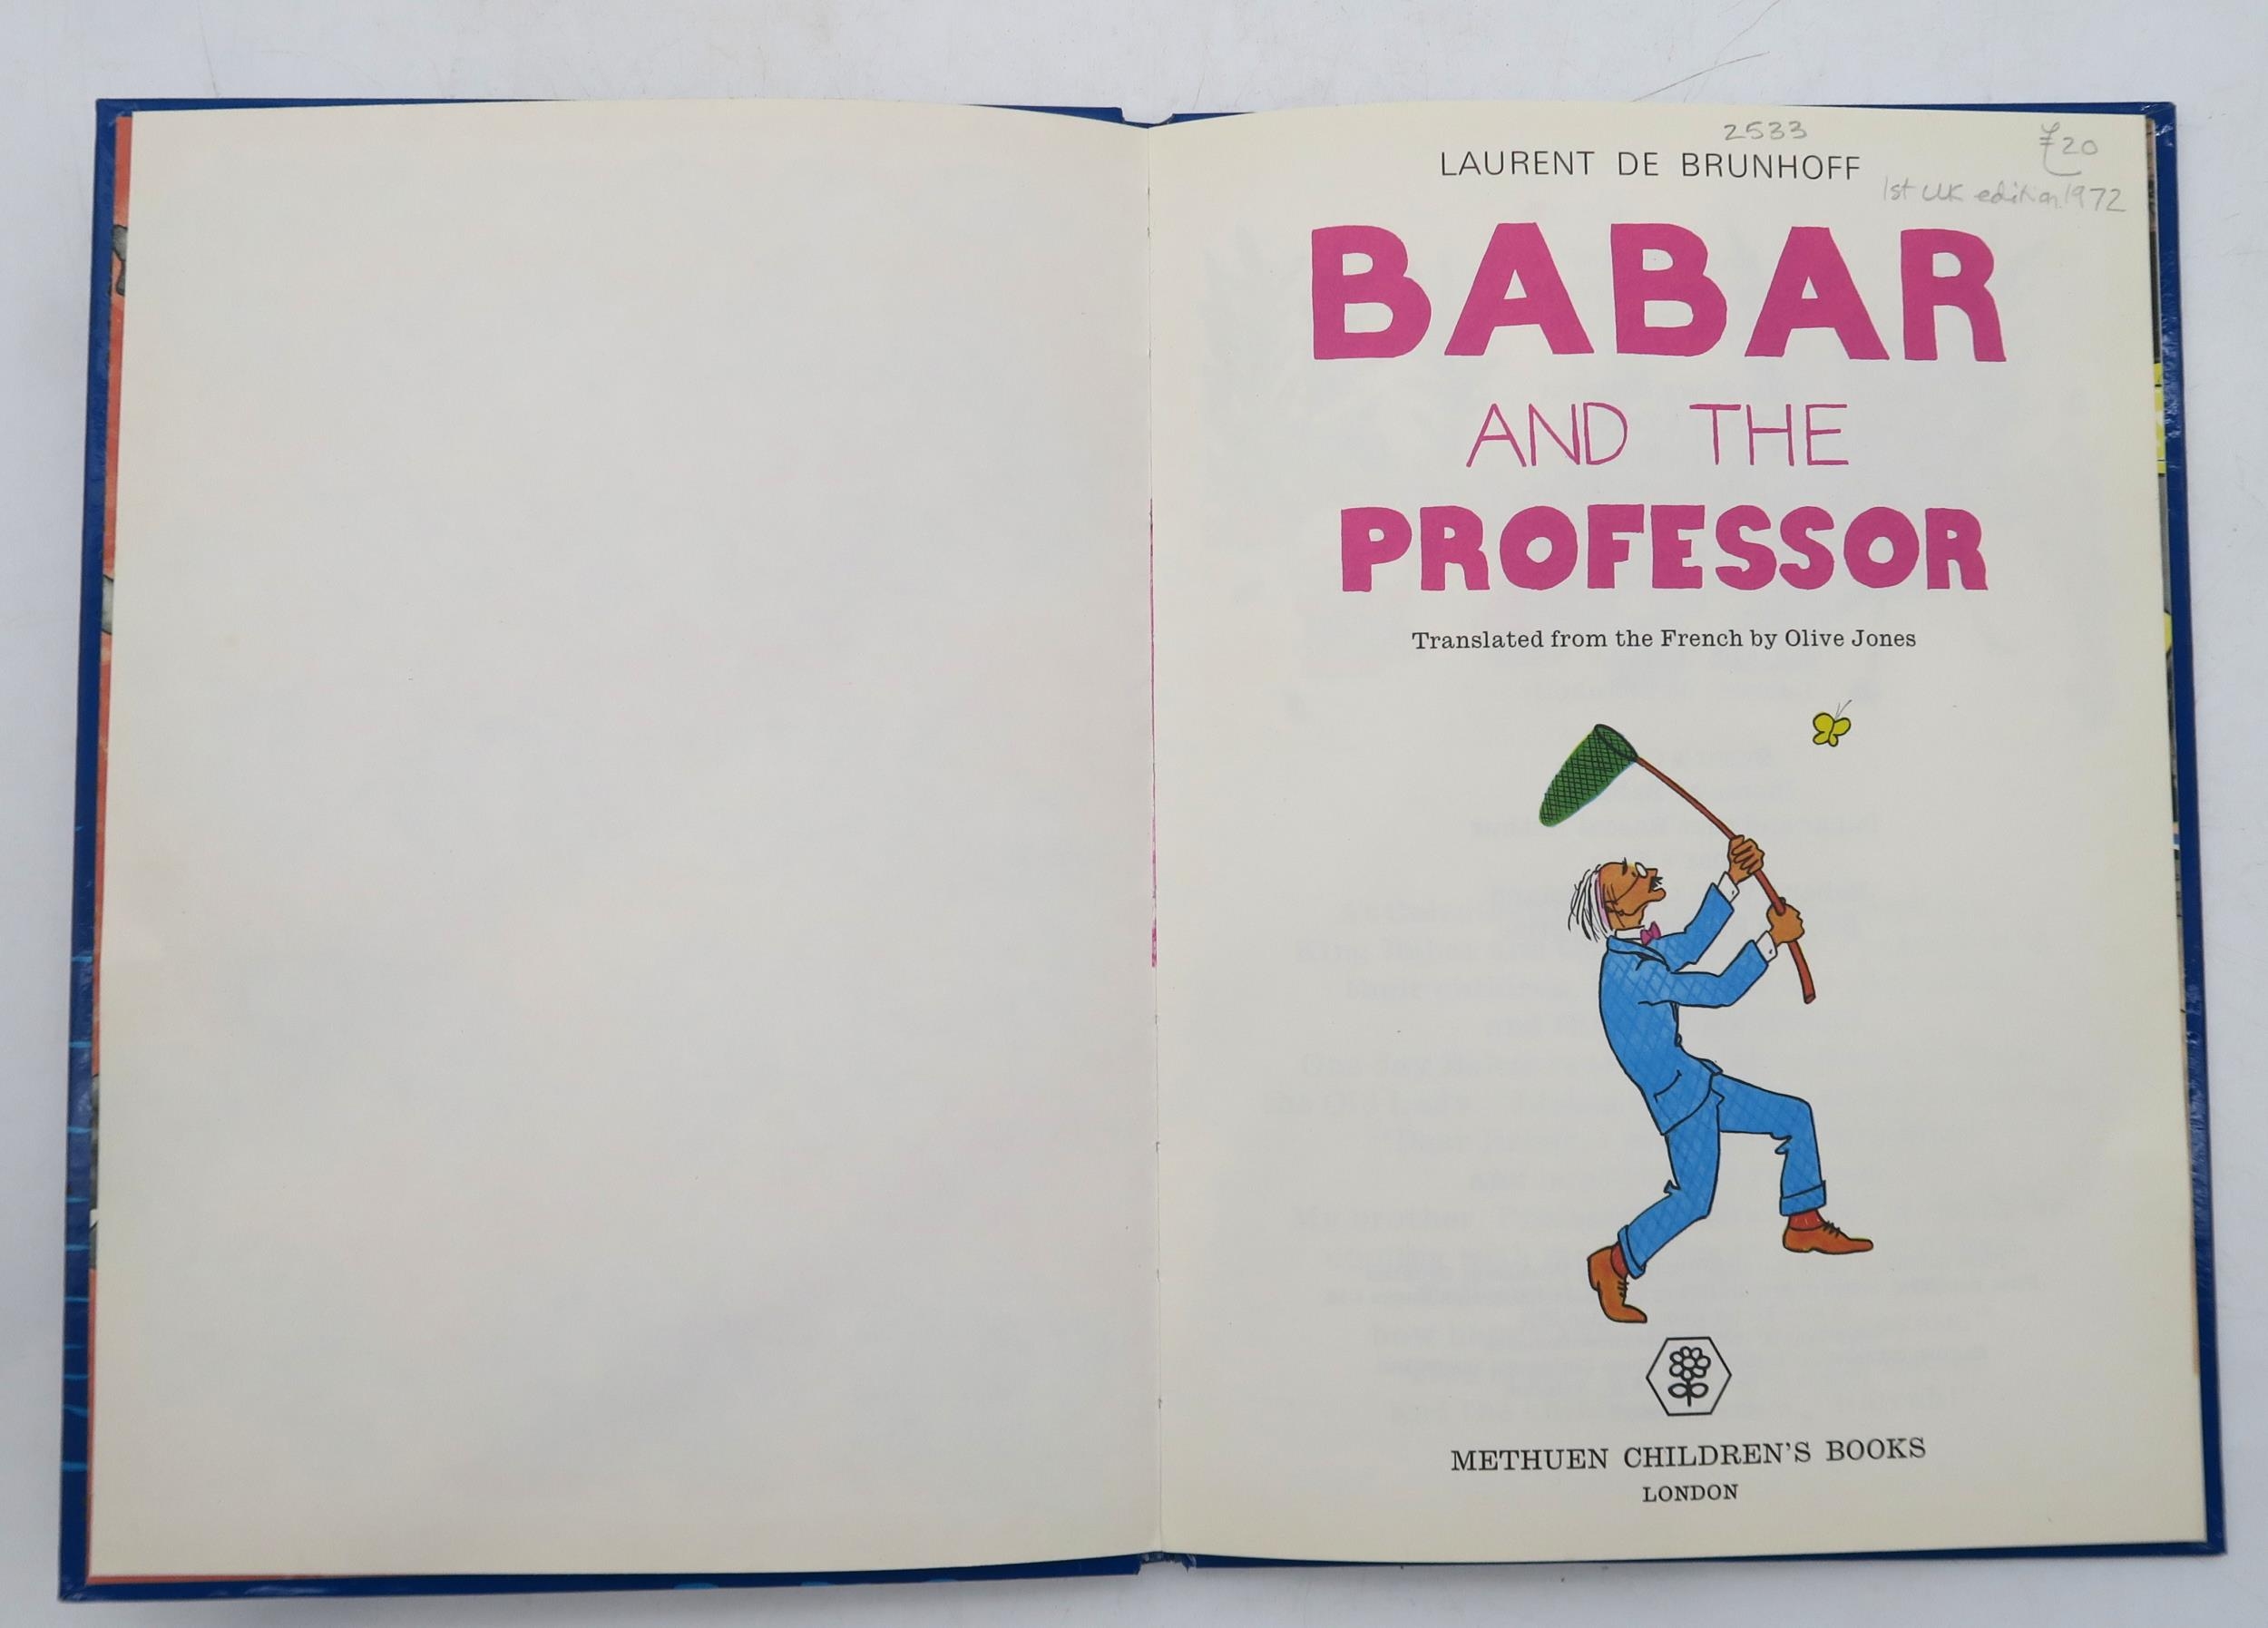 2533
£20
LAURENT DE BRUNHOFF
1st UK edition 1972
BABAR
AND THE
PROFESSOR
Translated from the French by Olive Jones
METHUEN CHILDREN'S BOOKS
LONDON